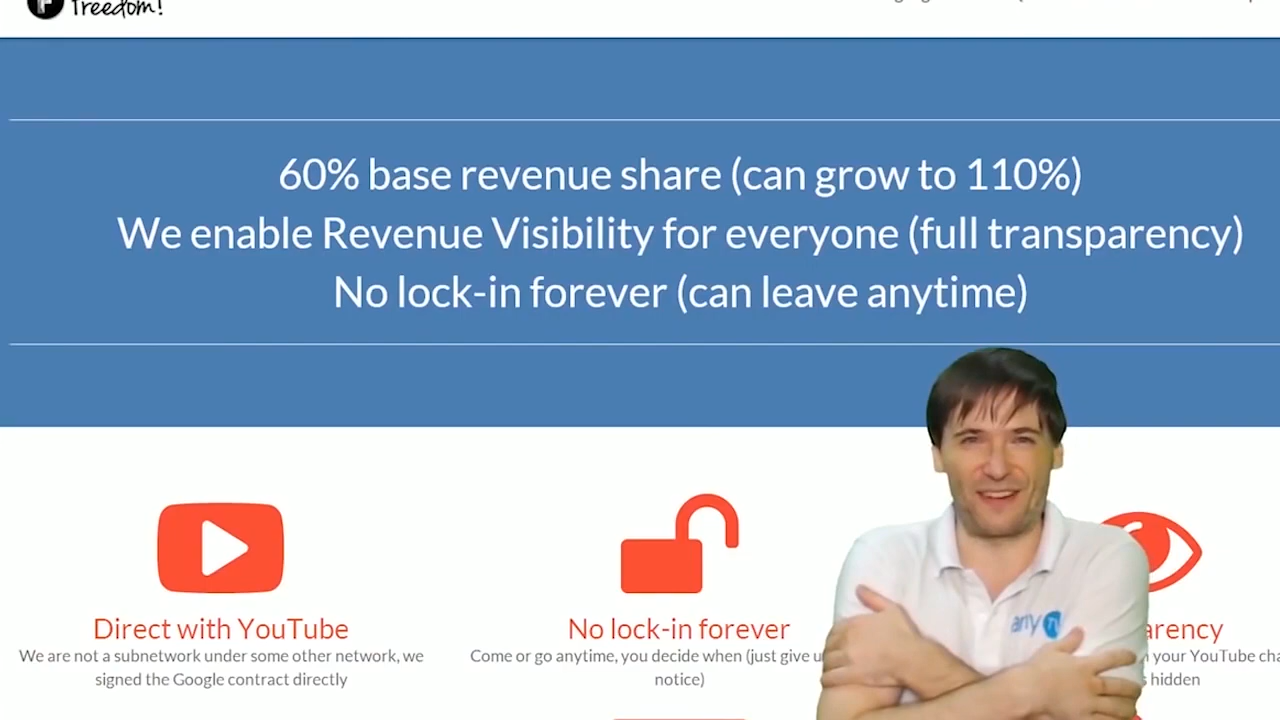 Freedom!
60% base revenue share (can grow to 110%)
We enable Revenue Visibility for everyone (full transparency)
No lock-in forever (can leave anytime)
Direct with YouTube
We are not a subnetwork under some other network, we
signed the Google contract directly
No lock-in forever
Come or go anytime, you decide when (just give
notice)
your YouTube
hidden
any TV